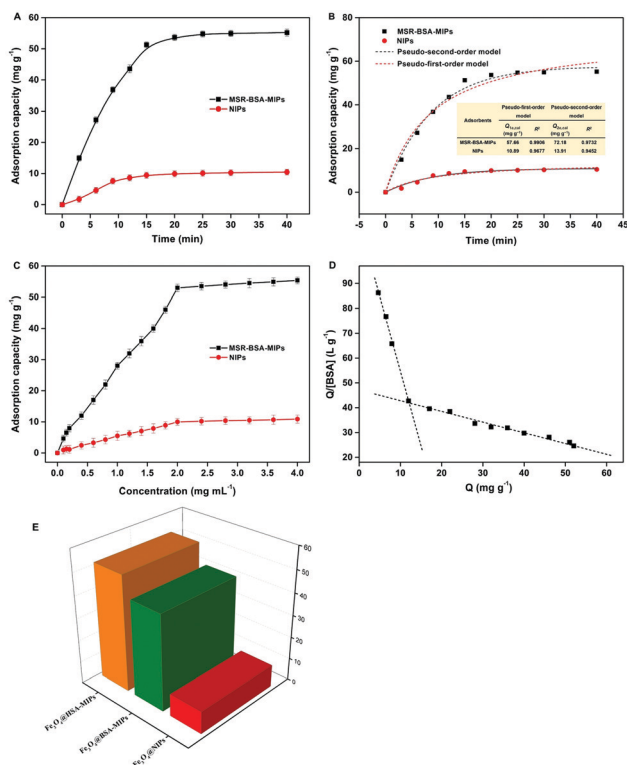 A
60
50
40
30
20
10
0
Adsorption capacity (mg g⁻¹)
MSR-BSA-MIPs
NIPs
0 5 10 15 20 25 30 35 40
Time (min)
B
80
60
40
20
0
Adsorption capacity (mg g⁻¹)
MSR-BSA-MIPs
NIPs
Pseudo-second-order model
Pseudo-first-order model
Adsorbents
Pseudo-first-order model
Pseudo-second-order model
(mg g⁻¹) R² (mg g⁻¹) R²
MSR-BSA-MIPs 57.66 0.9906 72.18 0.9732
NIPs 10.89 0.9677 13.91 0.9452
-5 0 5 10 15 20 25 30 35 40 45
Time (min)
C
60
50
40
30
20
10
0
Adsorption capacity (mg g⁻¹)
MSR-BSA-MIPs
NIPs
0.0 0.5 1.0 1.5 2.0 2.5 3.0 3.5 4.0
Concentration (mg mL⁻¹)
D
90
80
70
60
50
40
30
20
Q/[BSA] (L g⁻¹)
0 10 20 30 40 50 60
Q (mg g⁻¹)
E
60
50
40
30
20
10
0
Fe₃O₄@HSA-MIPs
Fe₃O₄@BSA-MIPs
Fe₃O₄@NIPs